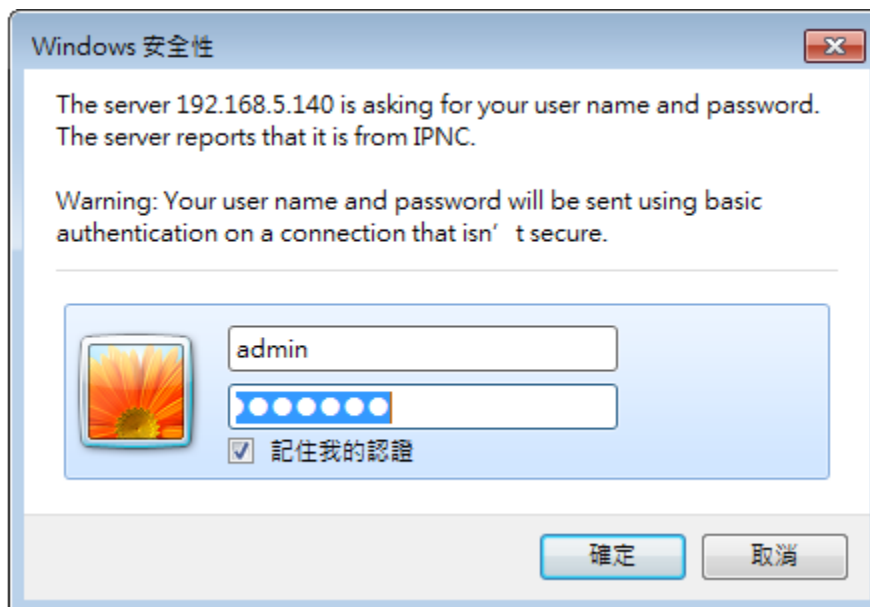 Windows 安全性
The server 192.168.5.140 is asking for your user name and password.
The server reports that it is from IPNC.
Warning: Your user name and password will be sent using basic
authentication on a connection that isn’t secure.
admin
●●●●●●●
記住我的認證
確定
取消